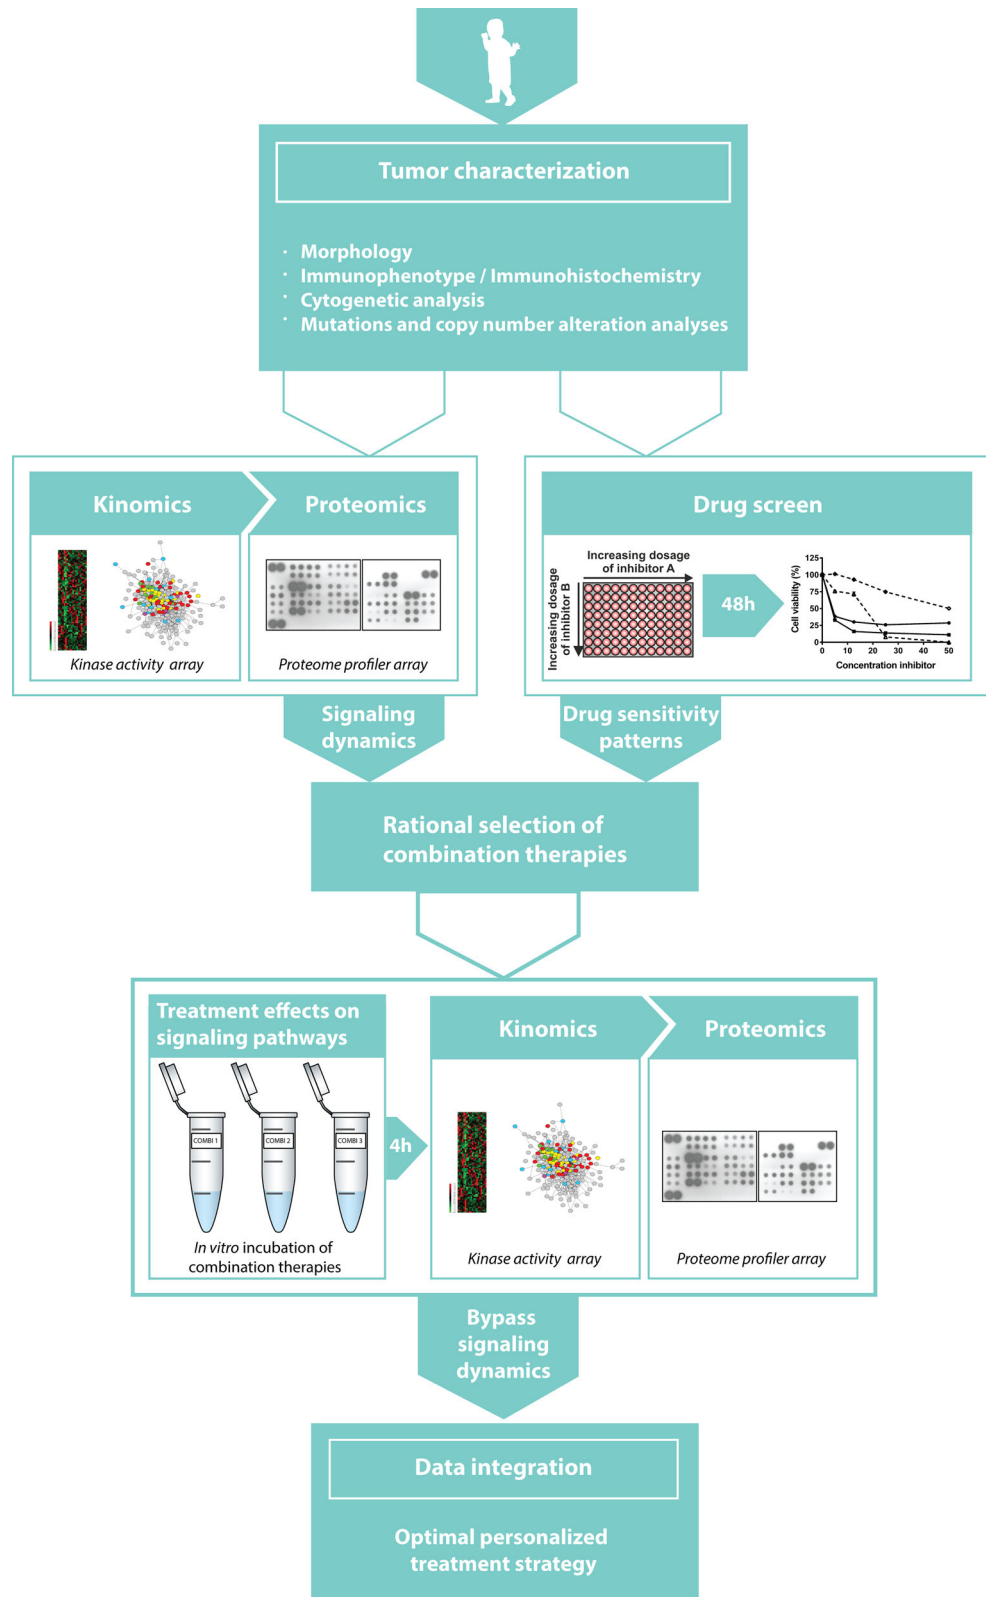 Tumor characterization
· Morphology
· Immunophenotype / Immunohistochemistry
· Cytogenetic analysis
· Mutations and copy number alteration analyses
Kinomics
Proteomics
Kinase activity array
Proteome profiler array
Drug screen
Increasing dosage
of inhibitor A
Increasing dosage
of inhibitor B
48h
Cell viability (%)
125
100
75
50
25
0
0
10
20
30
40
50
Concentration inhibitor
Signaling
dynamics
Drug sensitivity
patterns
Rational selection of
combination therapies
Treatment effects on
signaling pathways
COMBI 1
COMBI 2
COMBI 3
In vitro incubation of
combination therapies
4h
Kinomics
Proteomics
Kinase activity array
Proteome profiler array
Bypass
signaling
dynamics
Data integration
Optimal personalized
treatment strategy